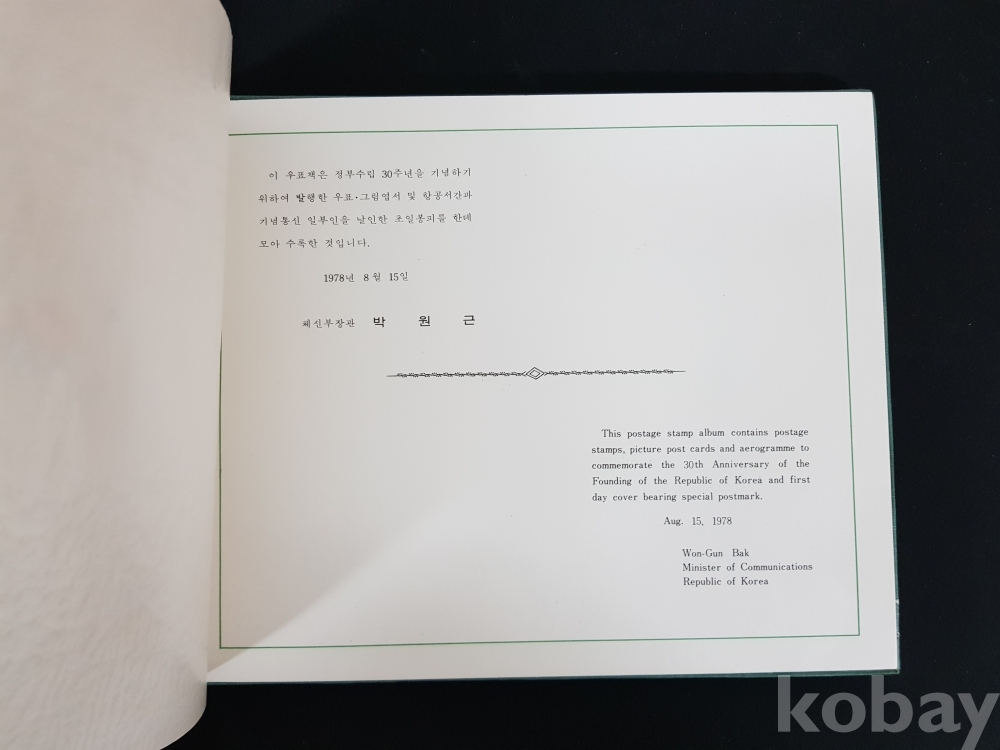 이 우표책은 정부수립 30주년을 기념하기
위하여 발행한 우표·그림엽서 및 항공서간과
기념통신 일부인을 날인한 초일봉피를 한데
모아 수록한 것입니다.
1978년 8월 15일
체신부장관 박 원 근
This postage stamp album contains postage
stamps, picture post cards and aerogramme to
commemorate the 30th Anniversary of the
Founding of the Republic of Korea and first
day cover bearing special postmark.
Aug. 15, 1978
Won-Gun Bak
Minister of Communications
Republic of Korea
kobay